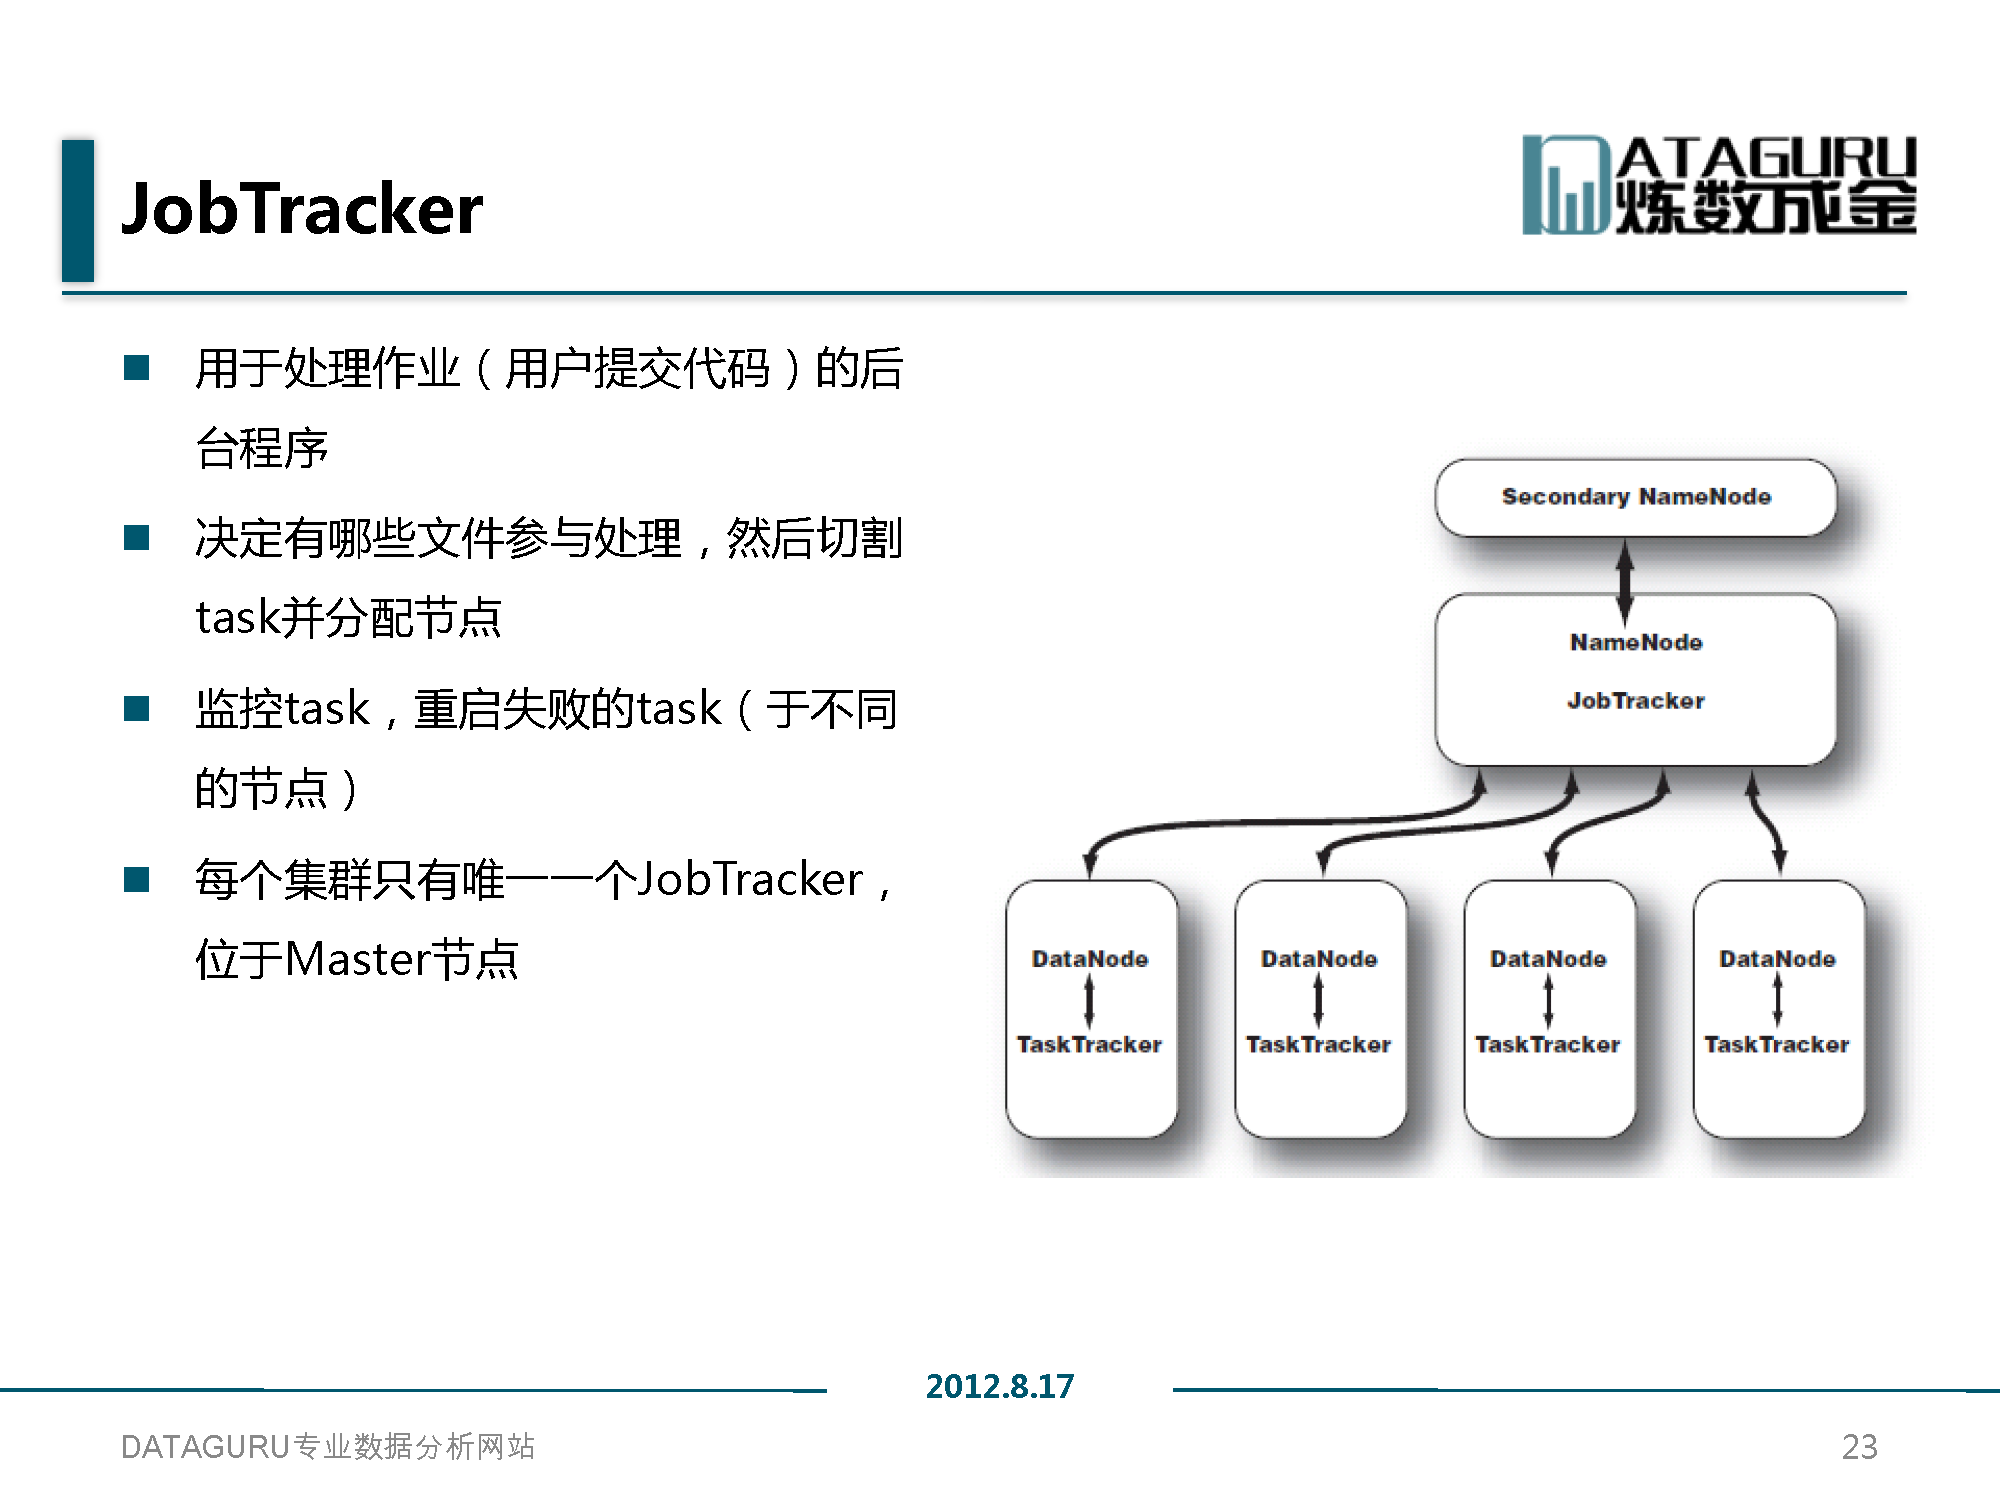 JobTracker
DATAGURU
炼数成金
用于处理作业（用户提交代码）的后
台程序
决定有哪些文件参与处理，然后切割
task并分配节点
监控task，重启失败的task（于不同
的节点）
每个集群只有唯一一个JobTracker，
位于Master节点
Secondary NameNode
NameNode
JobTracker
DataNode DataNode DataNode DataNode
TaskTracker TaskTracker TaskTracker TaskTracker
2012.8.17
DATAGURU专业数据分析网站
23